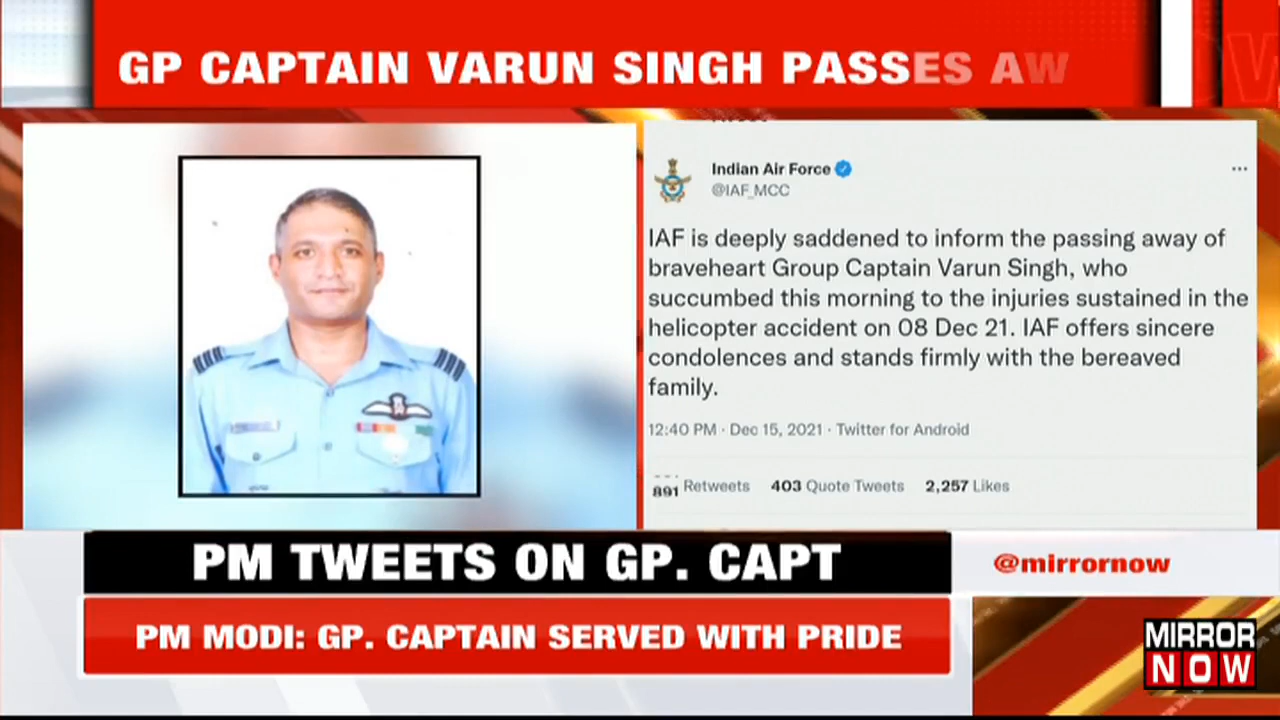 GP CAPTAIN VARUN SINGH PASSES AW
Indian Air Force
@IAF_MCC
IAF is deeply saddened to inform the passing away of
braveheart Group Captain Varun Singh, who
succumbed this morning to the injuries sustained in the
helicopter accident on 08 Dec 21. IAF offers sincere
condolences and stands firmly with the bereaved
family.
12:40 PM · Dec 15, 2021 · Twitter for Android
891 Retweets 403 Quote Tweets 2,257 Likes
PM TWEETS ON GP. CAPT
@mirrornow
PM MODI: GP. CAPTAIN SERVED WITH PRIDE
MIRROR
NOW